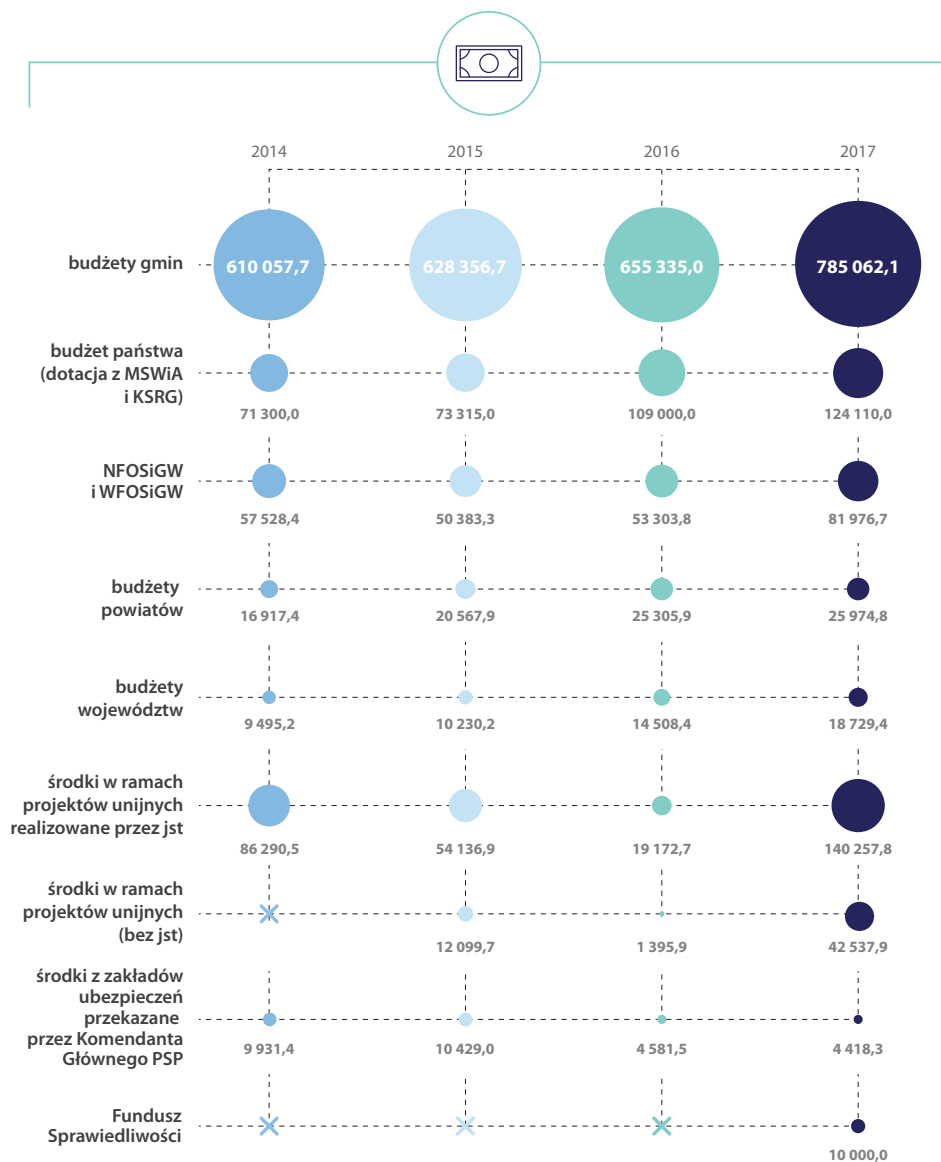 2014 2015 2016 2017
budżety gmin 610 057,7 628 356,7 655 335,0 785 062,1
budżet państwa
(dotacja z MSWiA
i KSRG)
71 300,0 73 315,0 109 000,0 124 110,0
NFOSiGW
i WFOSiGW
57 528,4 50 383,3 53 303,8 81 976,7
budżety
powiatów
16 917,4 20 567,9 25 305,9 25 974,8
budżety
województw
9 495,2 10 230,2 14 508,4 18 729,4
środki w ramach
projektów unijnych
realizowane przez jst
86 290,5 54 136,9 19 172,7 140 257,8
środki w ramach
projektów unijnych
(bez jst)
12 099,7 1 395,9 42 537,9
środki z zakładów
ubezpieczeń
przekazane
przez Komendanta
Głównego PSP
9 931,4 10 429,0 4 581,5 4 418,3
Fundusz
Sprawiedliwości
10 000,0